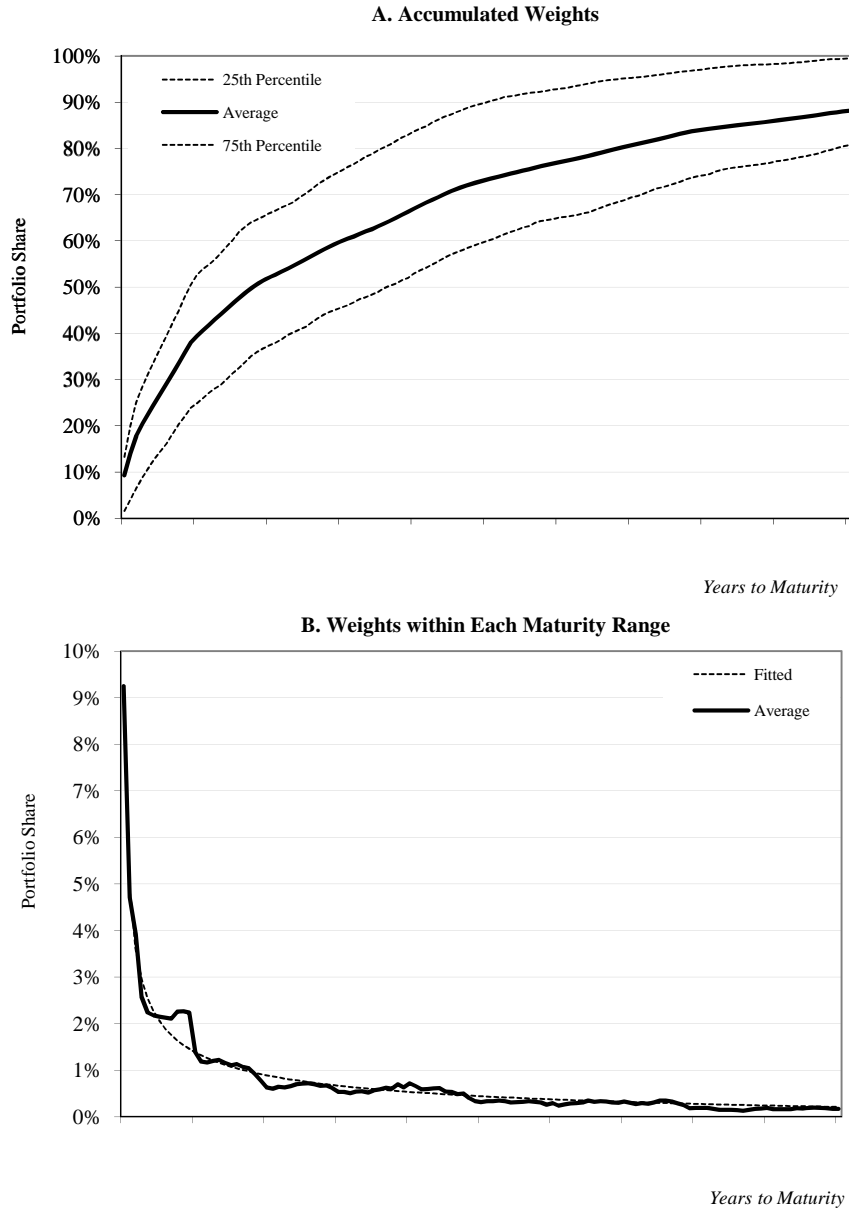 A. Accumulated Weights
100%
90%
80%
70%
60%
50%
40%
30%
20%
10%
0%
Portfolio Share
25th Percentile
Average
75th Percentile
Years to Maturity
B. Weights within Each Maturity Range
10%
9%
8%
7%
6%
5%
4%
3%
2%
1%
0%
Portfolio Share
Fitted
Average
Years to Maturity